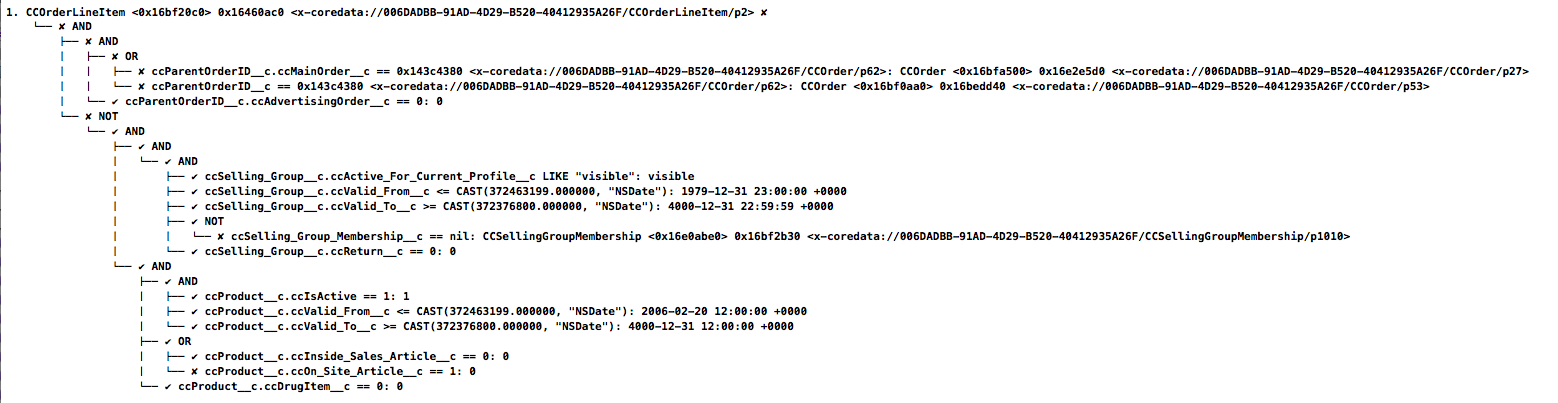 1. CCOrderLineItem <0x16bf20c0> 0x16460ac0 <x-coredata://006DADBB-91AD-4D29-B520-40412935A26F/CCOrderLineItem/p2> ✘
└── ✘ AND
├── ✘ AND
|   ├── ✘ OR
|   |   ├── ✘ ccParentOrderID__c.ccMainOrder__c == 0x143c4380 <x-coredata://006DADBB-91AD-4D29-B520-40412935A26F/CCOrder/p62>: CCOrder <0x16bfa500> 0x16e2e5d0 <x-coredata://006DADBB-91AD-4D29-B520-40412935A26F/CCOrder/p27>
|   |   └── ✘ ccParentOrderID__c == 0x143c4380 <x-coredata://006DADBB-91AD-4D29-B520-40412935A26F/CCOrder/p62>: CCOrder <0x16bf0aa0> 0x16bedd40 <x-coredata://006DADBB-91AD-4D29-B520-40412935A26F/CCOrder/p53>
|   └── ✔ ccParentOrderID__c.ccAdvertisingOrder__c == 0: 0
└── ✘ NOT
└── ✔ AND
├── ✔ AND
|   └── ✔ AND
|       ├── ✔ ccSelling_Group__c.ccActive_For_Current_Profile__c LIKE "visible": visible
|       ├── ✔ ccSelling_Group__c.ccValid_From__c <= CAST(372463199.000000, "NSDate"): 1979-12-31 23:00:00 +0000
|       ├── ✔ ccSelling_Group__c.ccValid_To__c >= CAST(372376800.000000, "NSDate"): 4000-12-31 22:59:59 +0000
|       ├── ✔ NOT
|       |   └── ✘ ccSelling_Group_Membership__c == nil: CCSellingGroupMembership <0x16e0abe0> 0x16bf2b30 <x-coredata://006DADBB-91AD-4D29-B520-40412935A26F/CCSellingGroupMembership/p1010>
|       └── ✔ ccSelling_Group__c.ccReturn__c == 0: 0
└── ✔ AND
├── ✔ AND
|   ├── ✔ ccProduct__c.ccIsActive == 1: 1
|   ├── ✔ ccProduct__c.ccValid_From__c <= CAST(372463199.000000, "NSDate"): 2006-02-20 12:00:00 +0000
|   └── ✔ ccProduct__c.ccValid_To__c >= CAST(372376800.000000, "NSDate"): 4000-12-31 12:00:00 +0000
├── ✔ OR
|   ├── ✔ ccProduct__c.ccInside_Sales_Article__c == 0: 0
|   └── ✘ ccProduct__c.ccOn_Site_Article__c == 1: 0
└── ✔ ccProduct__c.ccDrugItem__c == 0: 0